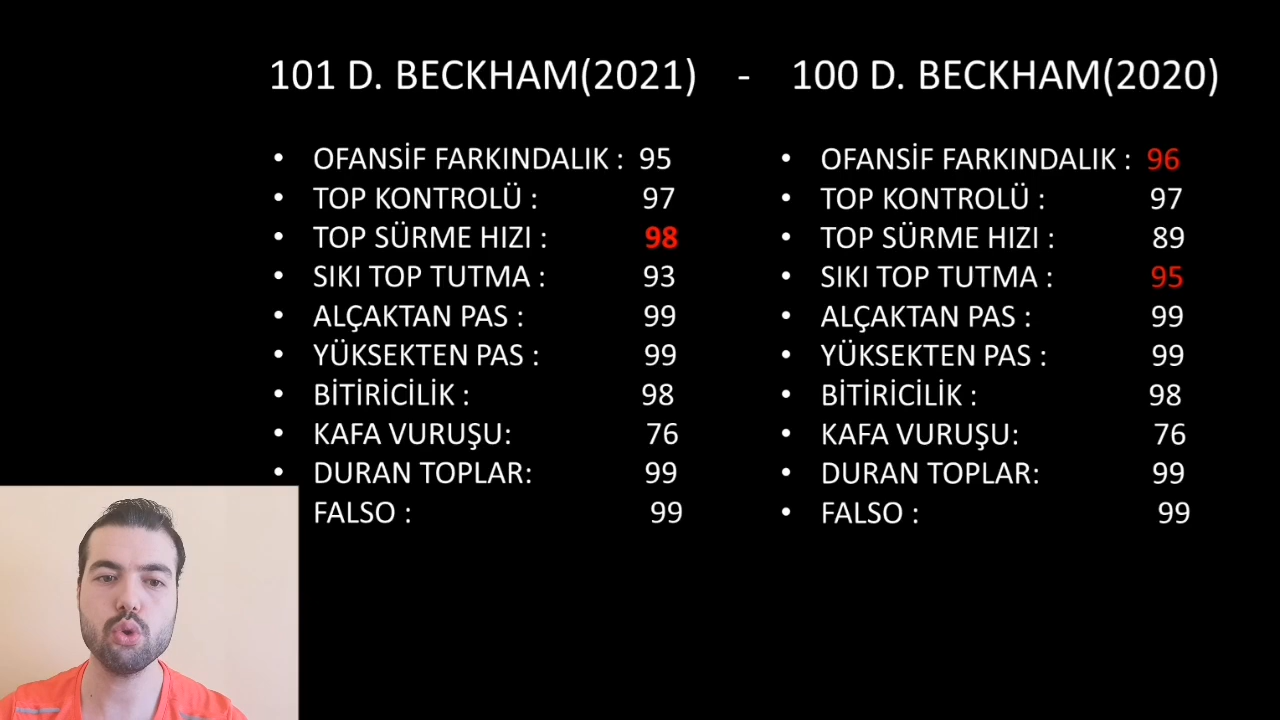 101 D. BECKHAM(2021) - 100 D. BECKHAM(2020)
• OFANSİF FARKINDALIK : 95
• TOP KONTROLÜ : 97
• TOP SÜRME HIZI : 98
• SIKI TOP TUTMA : 93
• ALÇAKTAN PAS : 99
• YÜKSEKTEN PAS : 99
• BİTİRİCİLİK : 98
• KAFA VURUŞU: 76
• DURAN TOPLAR: 99
FALSO : 99
• OFANSİF FARKINDALIK : 96
• TOP KONTROLÜ : 97
• TOP SÜRME HIZI : 89
• SIKI TOP TUTMA : 95
• ALÇAKTAN PAS : 99
• YÜKSEKTEN PAS : 99
• BİTİRİCİLİK : 98
• KAFA VURUŞU: 76
• DURAN TOPLAR: 99
• FALSO : 99